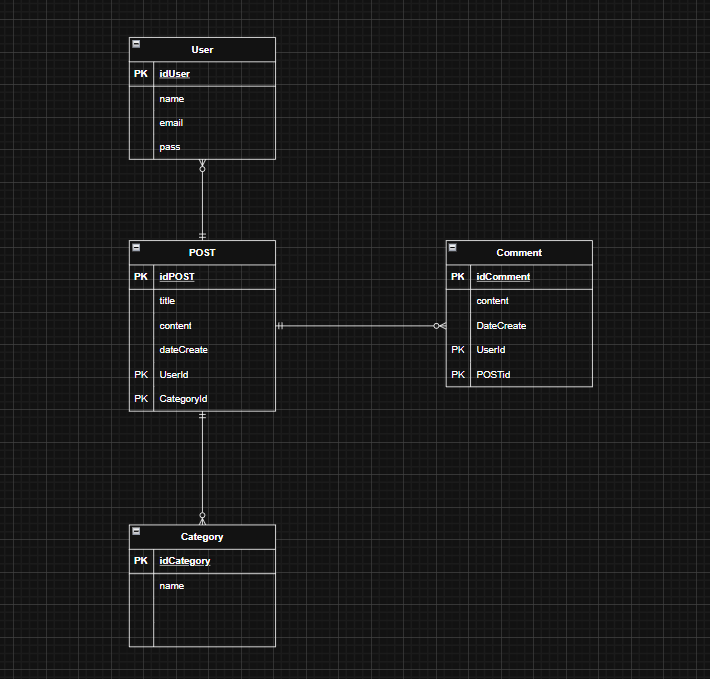 User
PK idUser
name
email
pass
POST
PK idPOST
title
content
dateCreate
PK UserId
PK CategoryId
Comment
PK idComment
content
DateCreate
PK UserId
PK POSTid
Category
PK idCategory
name